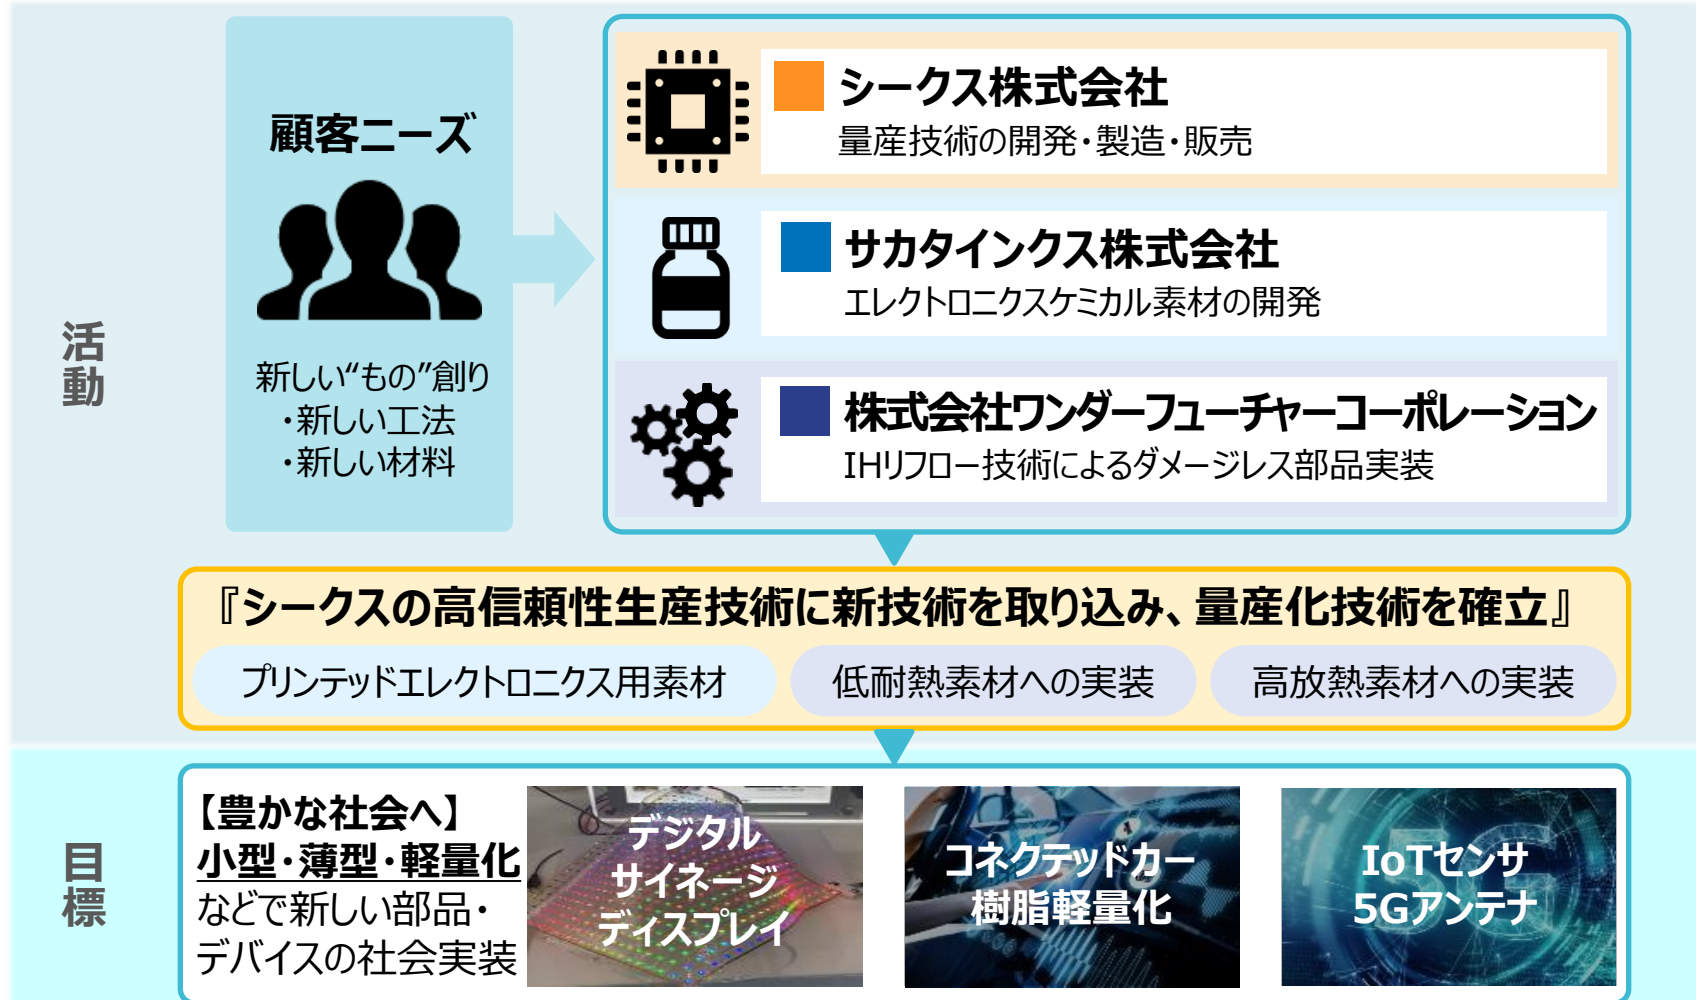 活動
顧客ニーズ
新しい“もの”創り
・新しい工法
・新しい材料
シークス株式会社
量産技術の開発・製造・販売
サカタインクス株式会社
エレクトロニクスケミカル素材の開発
株式会社ワンダーフューチャーコーポレーション
IHリフロー技術によるダメージレス部品実装
『シークスの高信頼性生産技術に新技術を取り込み、量産化技術を確立』
プリンテッドエレクトロニクス用素材
低耐熱素材への実装
高放熱素材への実装
目標
【豊かな社会へ】
小型・薄型・軽量化
などで新しい部品・
デバイスの社会実装
デジタル
サイネージ
ディスプレイ
コネクテッドカー
樹脂軽量化
IoTセンサ
5Gアンテナ
5G